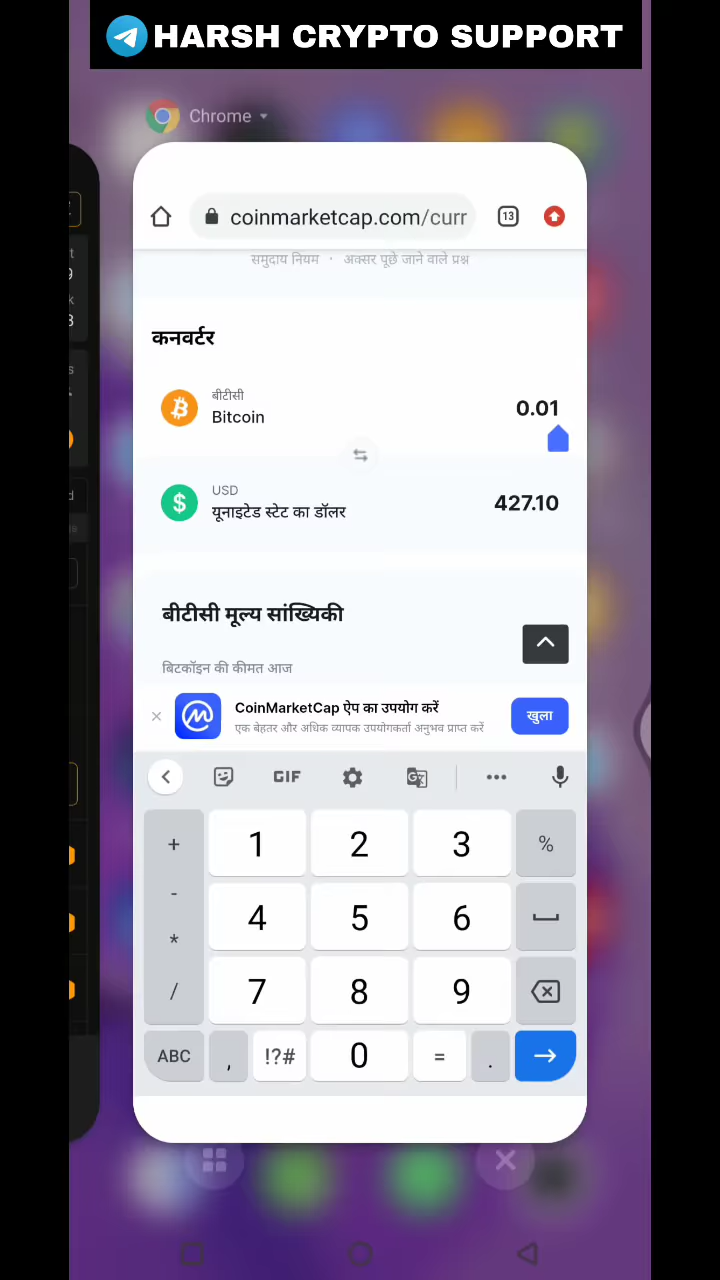 HARSH CRYPTO SUPPORT
Chrome
coinmarketcap.com/curr
13
समुदाय नियम · अक्सर पूछे जाने वाले प्रश्न
कनवर्टर
बीटीसी
Bitcoin
0.01
USD
यूनाइटेड स्टेट का डॉलर
427.10
बीटीसी मूल्य सांख्यिकी
बिटकॉइन की कीमत आज
CoinMarketCap ऐप का उपयोग करें
एक बेहतर और अधिक व्यापक उपयोगकर्ता अनुभव प्राप्त करें
खुला
GIF
+ 1 2 3 %
- 4 5 6
*
/ 7 8 9
ABC , !?# 0 = .